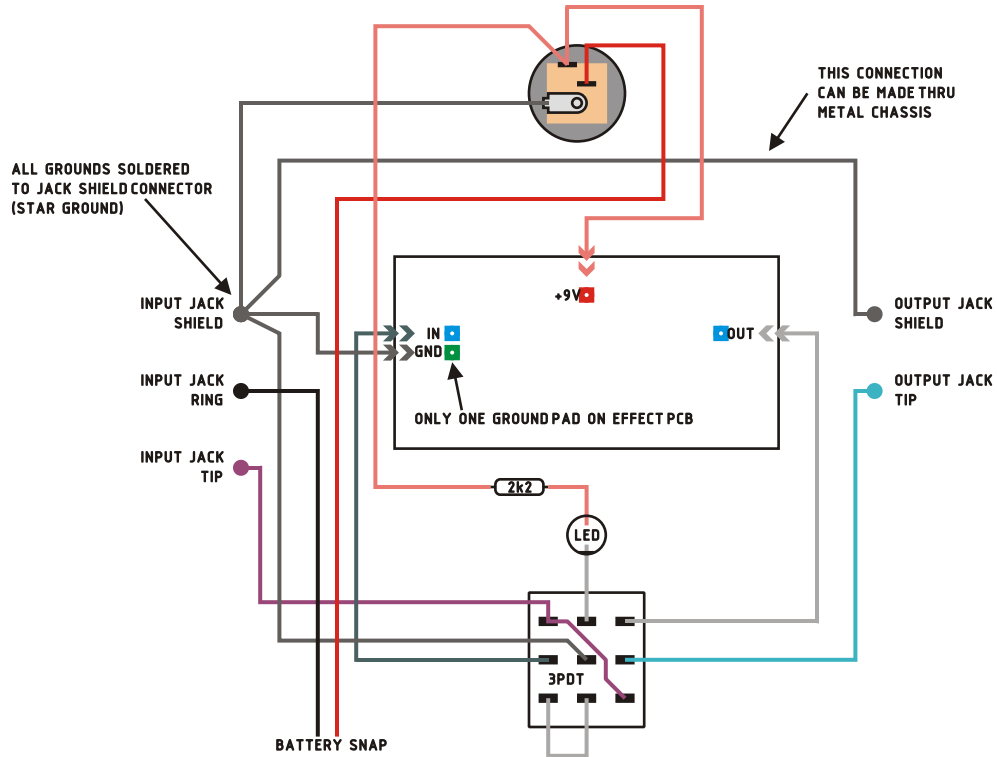 THIS CONNECTION
CAN BE MADE THRU
METAL CHASSIS
ALL GROUNDS SOLDERED
TO JACK SHIELD CONNECTOR
(STAR GROUND)
INPUT JACK
SHIELD
+9V
OUTPUT JACK
SHIELD
IN
GND
OUT
INPUT JACK
RING
OUTPUT JACK
TIP
ONLY ONE GROUND PAD ON EFFECT PCB
INPUT JACK
TIP
2k2
LED
3PDT
BATTERY SNAP